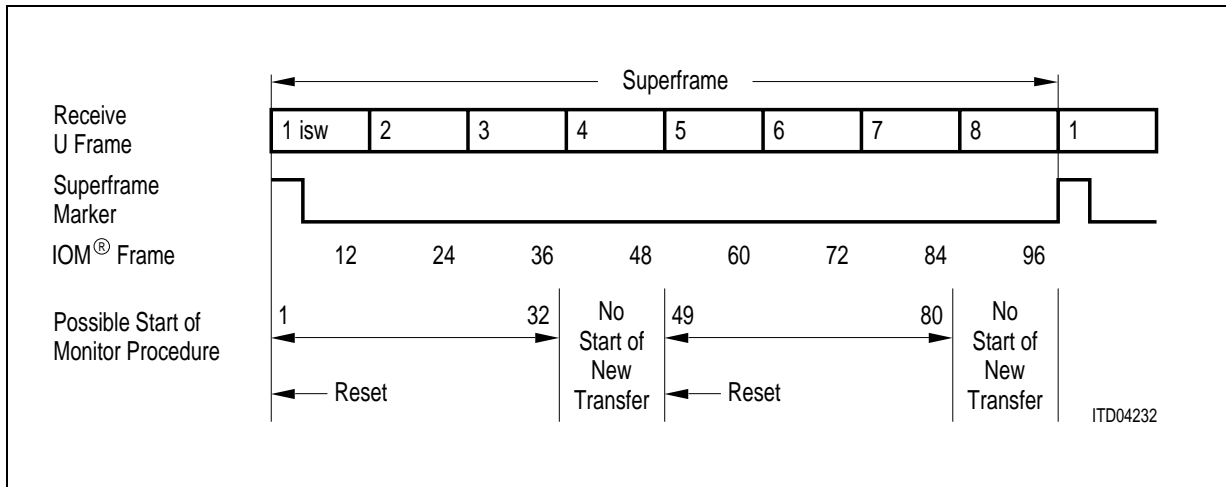 Superframe
Receive
U Frame
1 isw 2 3 4 5 6 7 8 1
Superframe
Marker
IOM® Frame 12 24 36 48 60 72 84 96
Possible Start of
Monitor Procedure
1 32
No
Start of
New
Transfer
49 80
No
Start of
New
Transfer
Reset
Reset
ITD04232